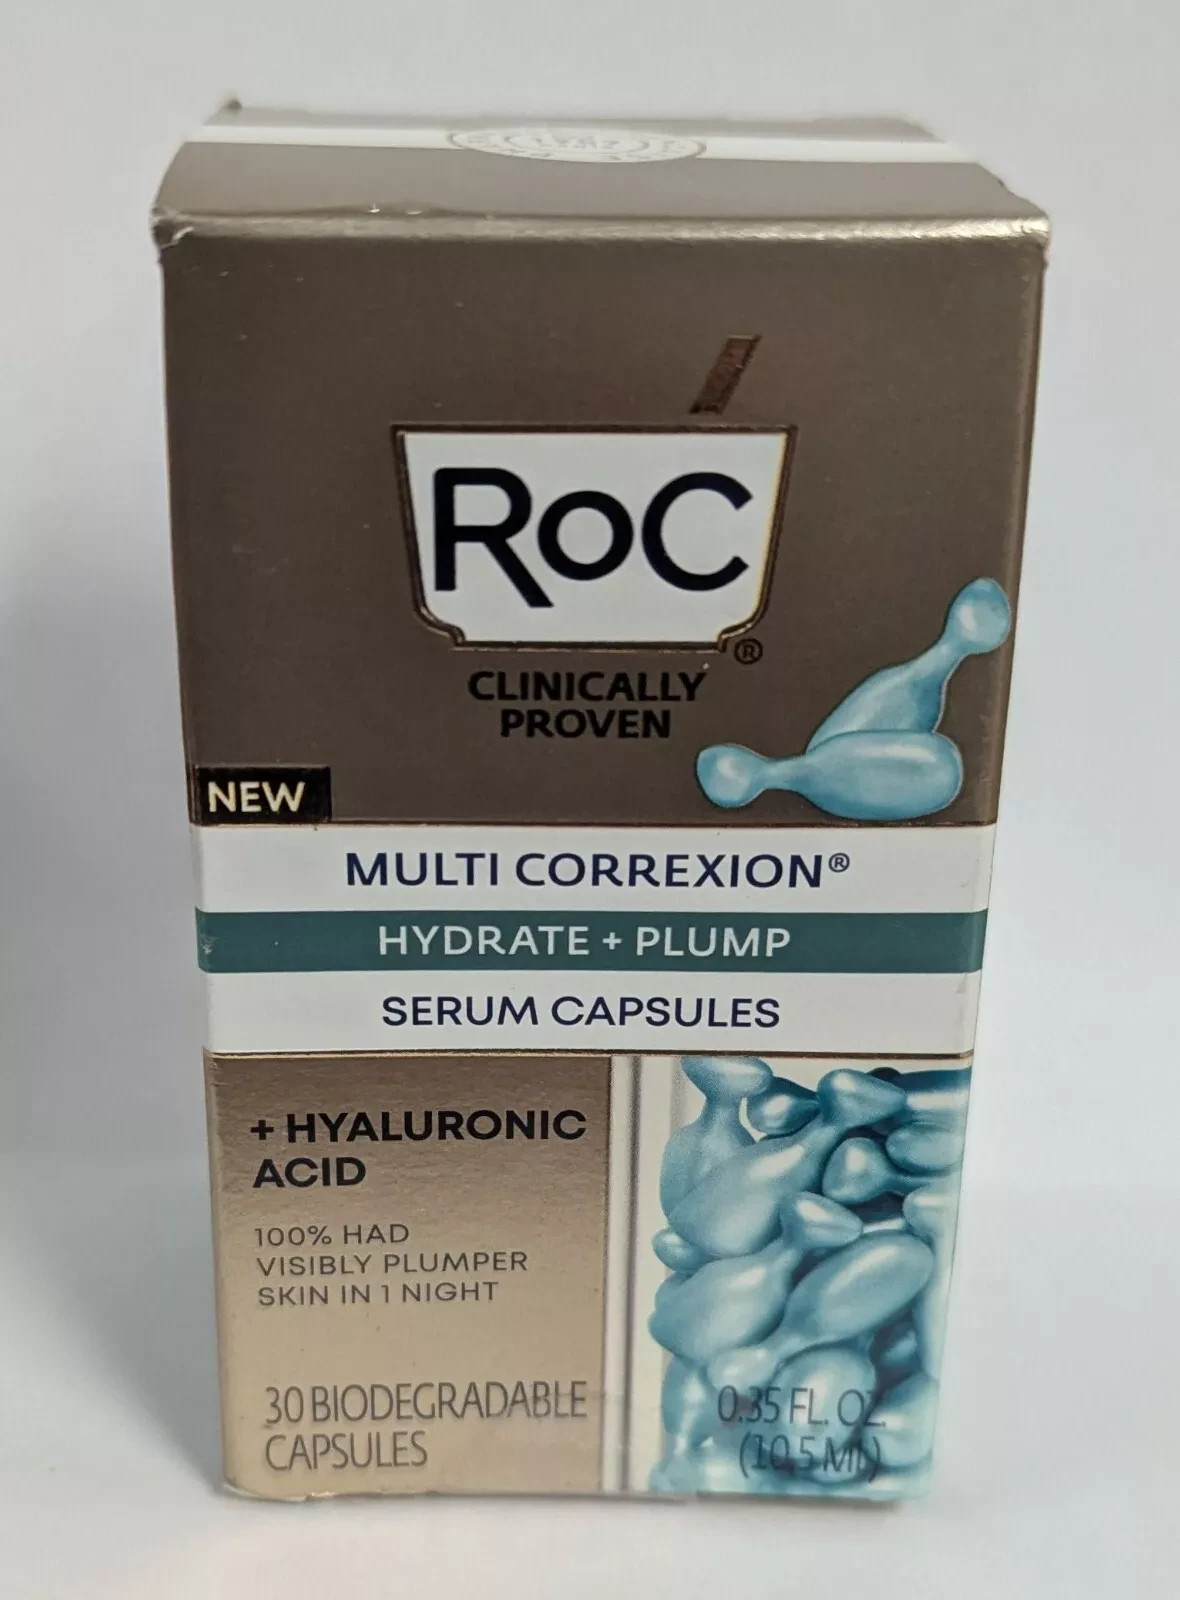 RoC®
CLINICALLY
PROVEN
NEW
MULTI CORREXION®
HYDRATE + PLUMP
SERUM CAPSULES
+ HYALURONIC
ACID
100% HAD
VISIBLY PLUMPER
SKIN IN 1 NIGHT
30 BIODEGRADABLE
CAPSULES
0.35 FL. OZ.
(10,5 ML)